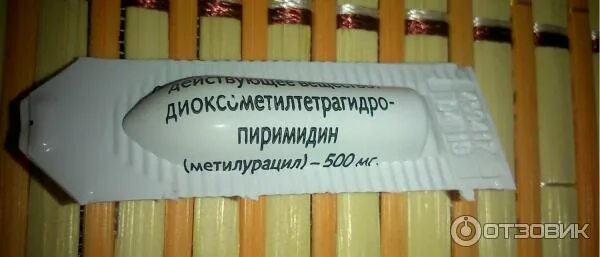 действующее вещество:
диоксометилтетрагидро-
пиримидин
(метилурацил) – 500 мг.
ОТЗОВИК